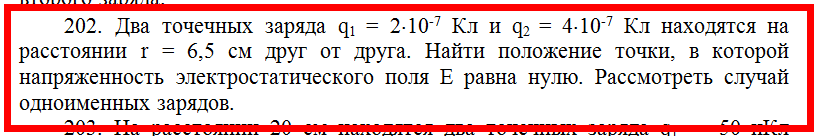 второго заряда.
202. Два точечных заряда q₁ = 2·10⁻⁷ Кл и q₂ = 4·10⁻⁷ Кл находятся на
расстоянии r = 6,5 см друг от друга. Найти положение точки, в которой
напряженность электростатического поля Е равна нулю. Рассмотреть случай
одноименных зарядов.
203. На расстоянии 20 см находятся два точечных заряда q₁ = 50 нКл